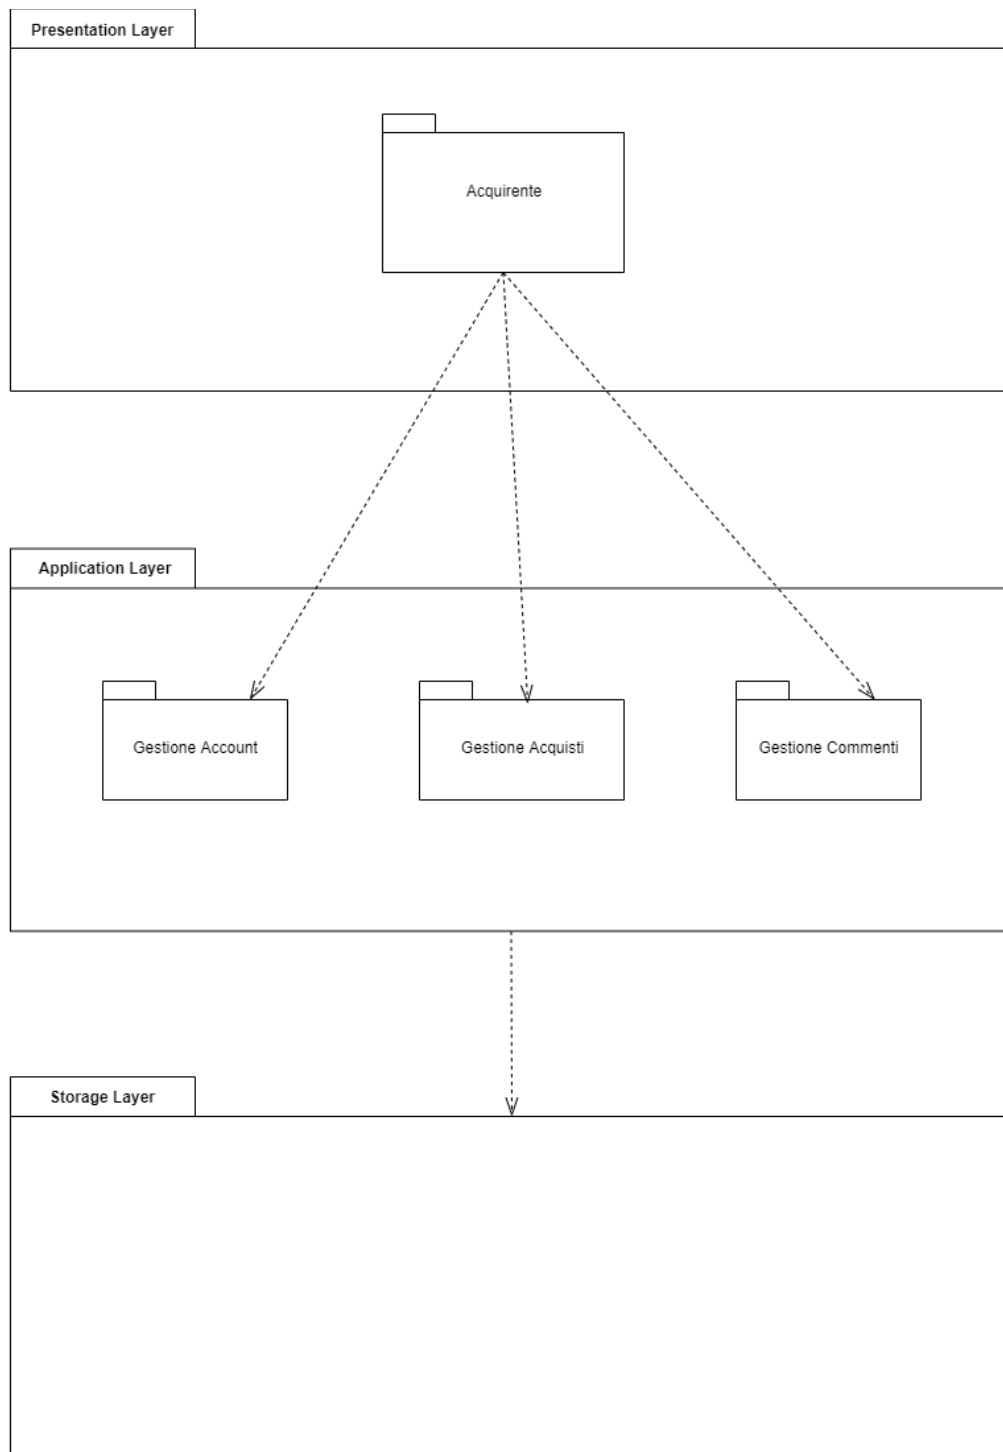 Presentation Layer
Acquirente
Application Layer
Gestione Account
Gestione Acquisti
Gestione Commenti
Storage Layer